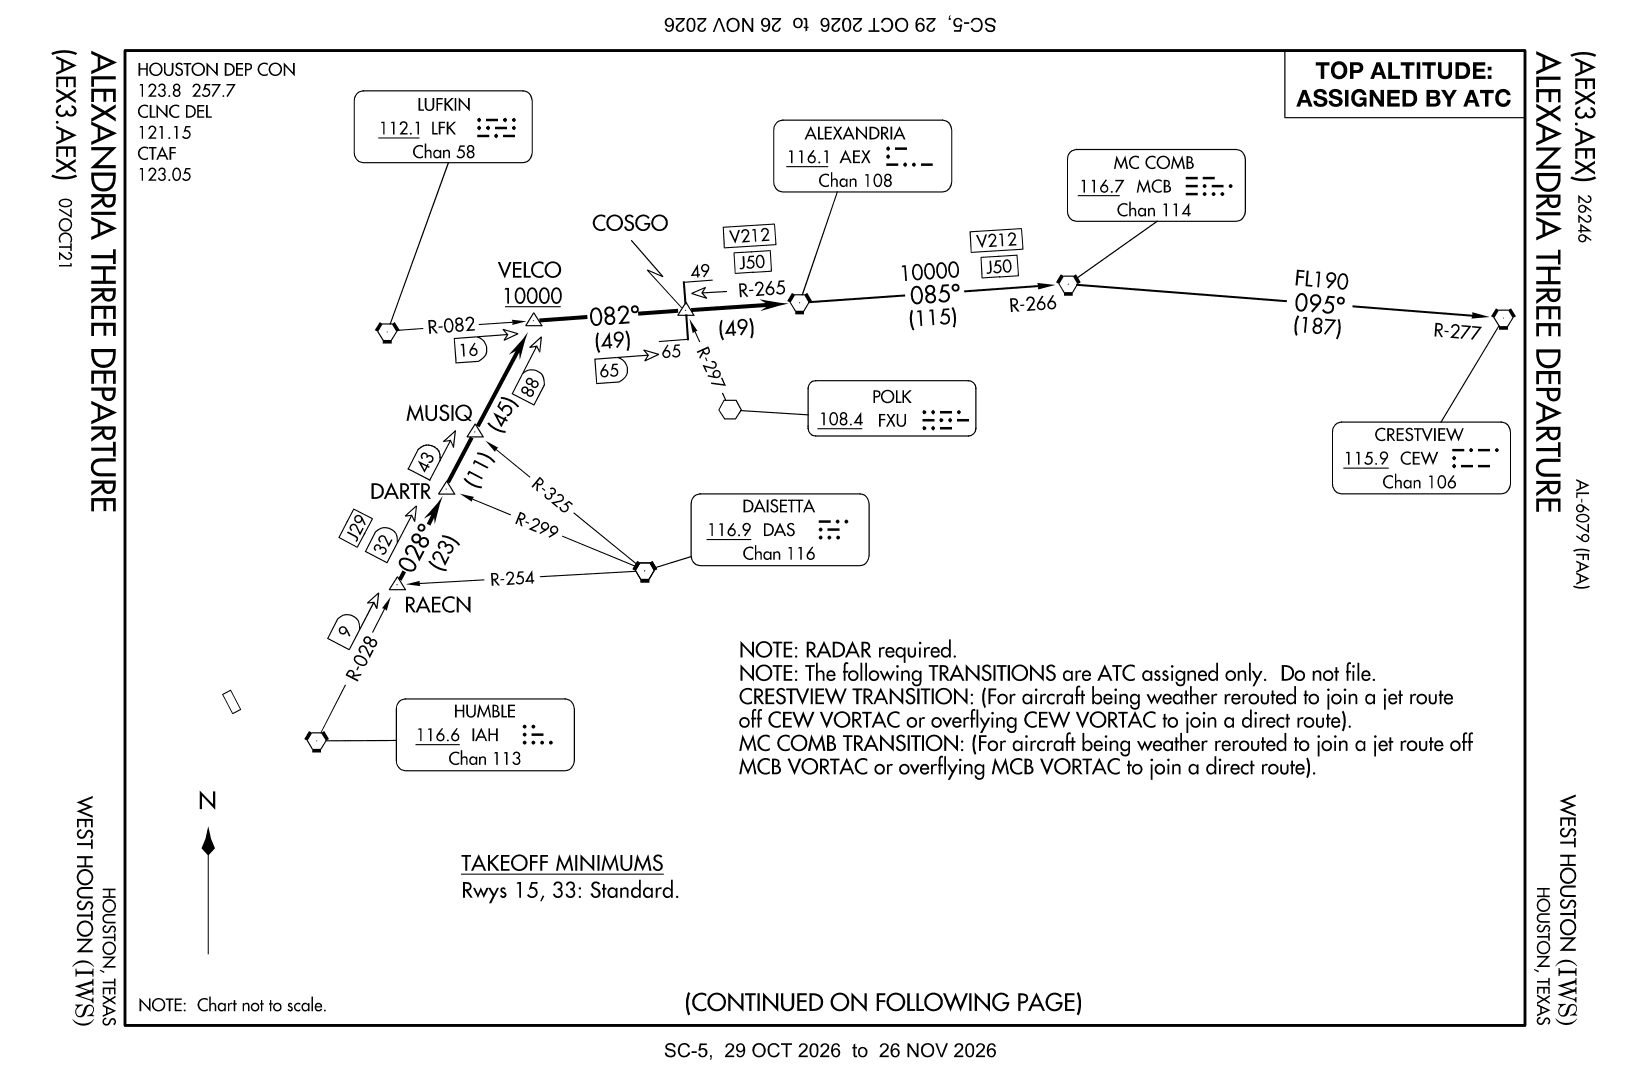 SC-5, 29 OCT 2026 to 26 NOV 2026
(AEX3.AEX) 07OCT21
ALEXANDRIA THREE DEPARTURE
WEST HOUSTON (IWS)
HOUSTON, TEXAS
(AEX3.AEX) 26246
ALEXANDRIA THREE DEPARTURE
AL-6079 (FAA)
WEST HOUSTON (IWS)
HOUSTON, TEXAS
HOUSTON DEP CON
123.8 257.7
CLNC DEL
121.15
CTAF
123.05
TOP ALTITUDE:
ASSIGNED BY ATC
LUFKIN
112.1 LFK
Chan 58
ALEXANDRIA
116.1 AEX
Chan 108
MC COMB
116.7 MCB
Chan 114
COSGO
VELCO
10000
R-082
16
082°
(49)
65
65
49
V212
J50
R-265
(49)
R-297
V212
J50
10000
085°
(115)
R-266
FL190
095°
(187)
R-277
POLK
108.4 FXU
CRESTVIEW
115.9 CEW
Chan 106
88
(45)
MUSIQ
43
(11)
DARTR
J29
32
028°
(23)
R-325
R-299
R-254
RAECN
DAISETTA
116.9 DAS
Chan 116
9
R-028
HUMBLE
116.6 IAH
Chan 113
NOTE: RADAR required.
NOTE: The following TRANSITIONS are ATC assigned only. Do not file.
CRESTVIEW TRANSITION: (For aircraft being weather rerouted to join a jet route
off CEW VORTAC or overflying CEW VORTAC to join a direct route).
MC COMB TRANSITION: (For aircraft being weather rerouted to join a jet route off
MCB VORTAC or overflying MCB VORTAC to join a direct route).
N
TAKEOFF MINIMUMS
Rwys 15, 33: Standard.
NOTE: Chart not to scale.
(CONTINUED ON FOLLOWING PAGE)
SC-5, 29 OCT 2026 to 26 NOV 2026